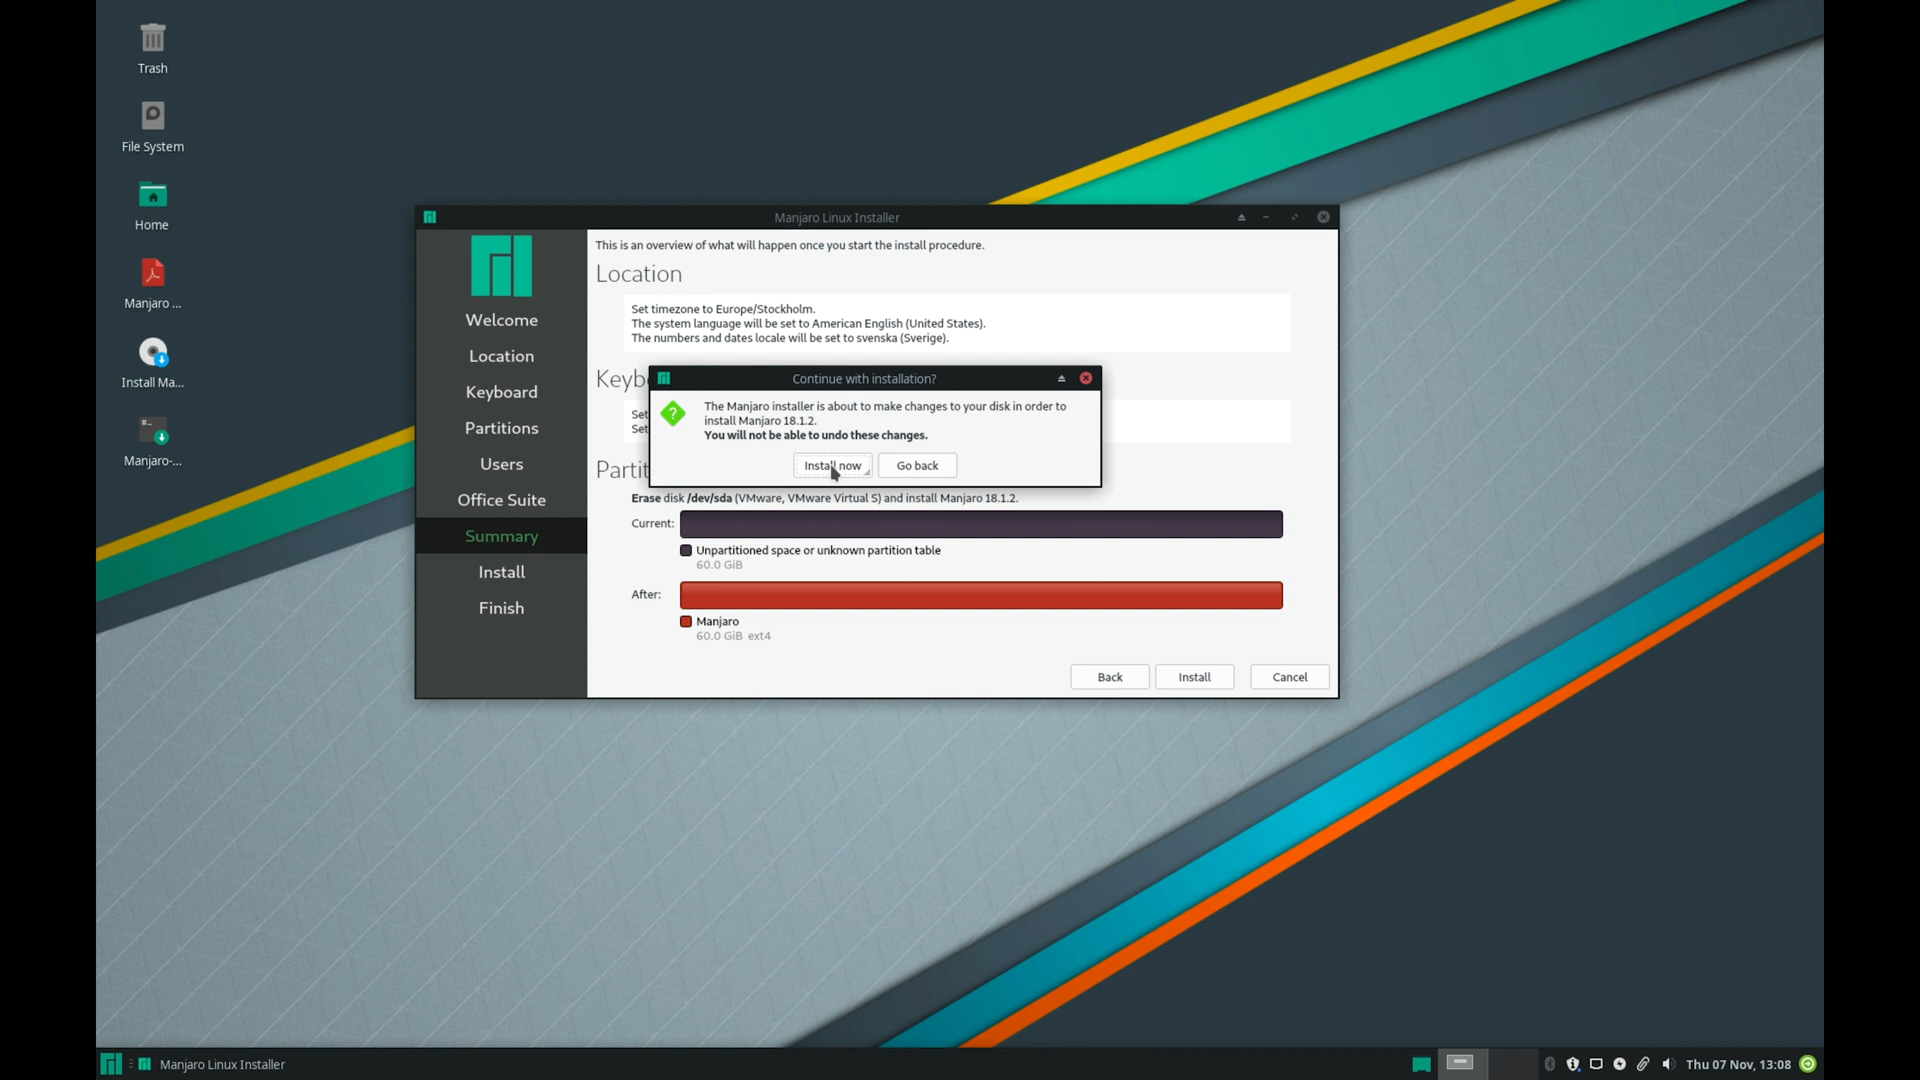 Trash
File System
Home
Manjaro ...
Install Ma...
Manjaro-...
Manjaro Linux Installer
Welcome
Location
Keyboard
Partitions
Users
Office Suite
Summary
Install
Finish
This is an overview of what will happen once you start the install procedure.
Location
Set timezone to Europe/Stockholm.
The system language will be set to American English (United States).
The numbers and dates locale will be set to svenska (Sverige).
Keyb
Set
Set
Continue with installation?
The Manjaro installer is about to make changes to your disk in order to
install Manjaro 18.1.2.
You will not be able to undo these changes.
Install now
Go back
Partit
Erase disk /dev/sda (VMware, VMware Virtual S) and install Manjaro 18.1.2.
Current:
Unpartitioned space or unknown partition table
60.0 GiB
After:
Manjaro
60.0 GiB ext4
Back
Install
Cancel
Manjaro Linux Installer
Thu 07 Nov, 13:08